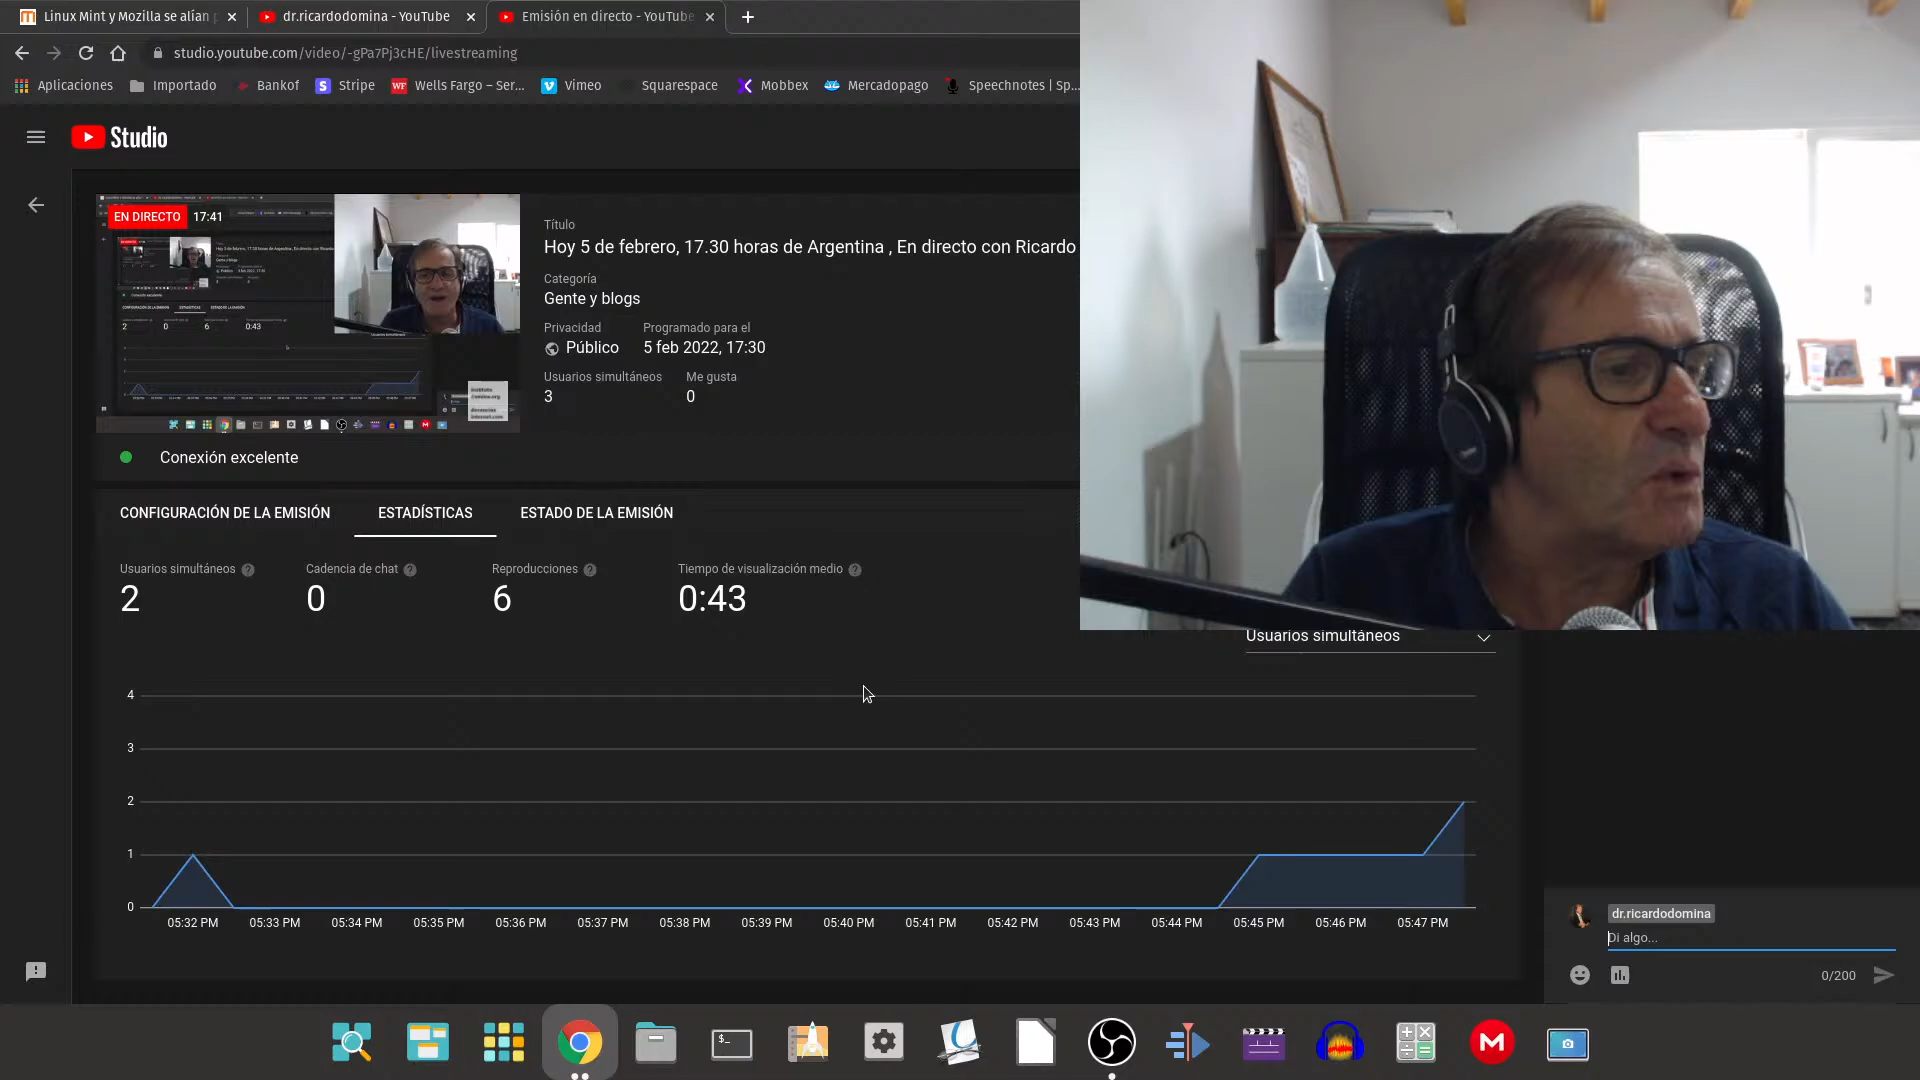 Linux Mint y Mozilla se alían
dr.ricardodomina - YouTube
Emisión en directo - YouTube
studio.youtube.com/video/-gPa7Pj3cHE/livestreaming
Aplicaciones
Importado
Bankof
Stripe
Wells Fargo – Ser...
Vimeo
Squarespace
Mobbex
Mercadopago
Speechnotes | Sp...
Studio
EN DIRECTO 17:41
Título
Hoy 5 de febrero, 17.30 horas de Argentina , En directo con Ricardo
Categoría
Gente y blogs
Privacidad
Programado para el
Público
5 feb 2022, 17:30
Usuarios simultáneos
Me gusta
3
0
Conexión excelente
CONFIGURACIÓN DE LA EMISIÓN
ESTADÍSTICAS
ESTADO DE LA EMISIÓN
Usuarios simultáneos
Cadencia de chat
Reproducciones
Tiempo de visualización medio
2
0
6
0:43
Usuarios simultáneos
4
3
2
1
0
05:32 PM
05:33 PM
05:34 PM
05:35 PM
05:36 PM
05:37 PM
05:38 PM
05:39 PM
05:40 PM
05:41 PM
05:42 PM
05:43 PM
05:44 PM
05:45 PM
05:46 PM
05:47 PM
dr.ricardodomina
Di algo...
0/200